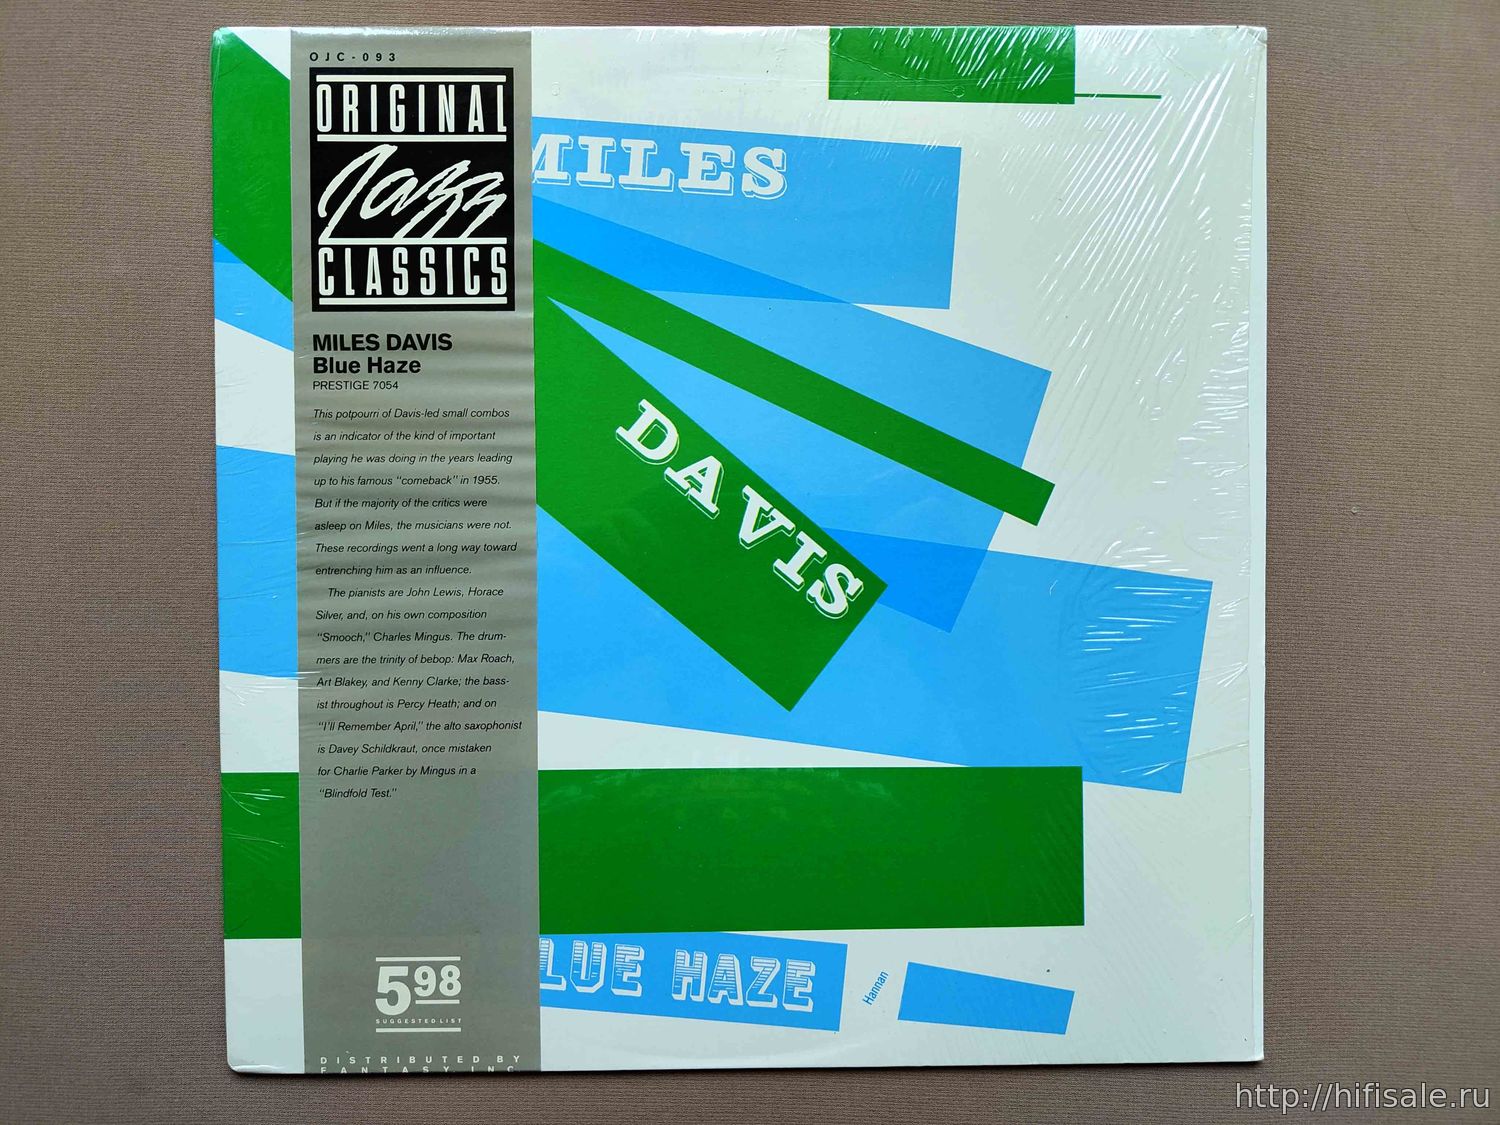 OJC-093
ORIGINAL
Jazz
CLASSICS
MILES DAVIS
Blue Haze
PRESTIGE 7054
This potpourri of Davis-led small combos
is an indicator of the kind of important
playing he was doing in the years leading
up to his famous “comeback” in 1955.
But if the majority of the critics were
asleep on Miles, the musicians were not.
These recordings went a long way toward
entrenching him as an influence.
The pianists are John Lewis, Horace
Silver, and, on his own composition
“Smooch,” Charles Mingus. The drum-
mers are the trinity of bebop: Max Roach,
Art Blakey, and Kenny Clarke; the bass-
ist throughout is Percy Heath; and on
“I’ll Remember April,” the alto saxophonist
is Davey Schildkraut, once mistaken
for Charlie Parker by Mingus in a
“Blindfold Test.”
5.98
SUGGESTED LIST
DISTRIBUTED BY
FANTASY, INC.
MILES
DAVIS
LUE HAZE
Hannan
http://hifisale.ru